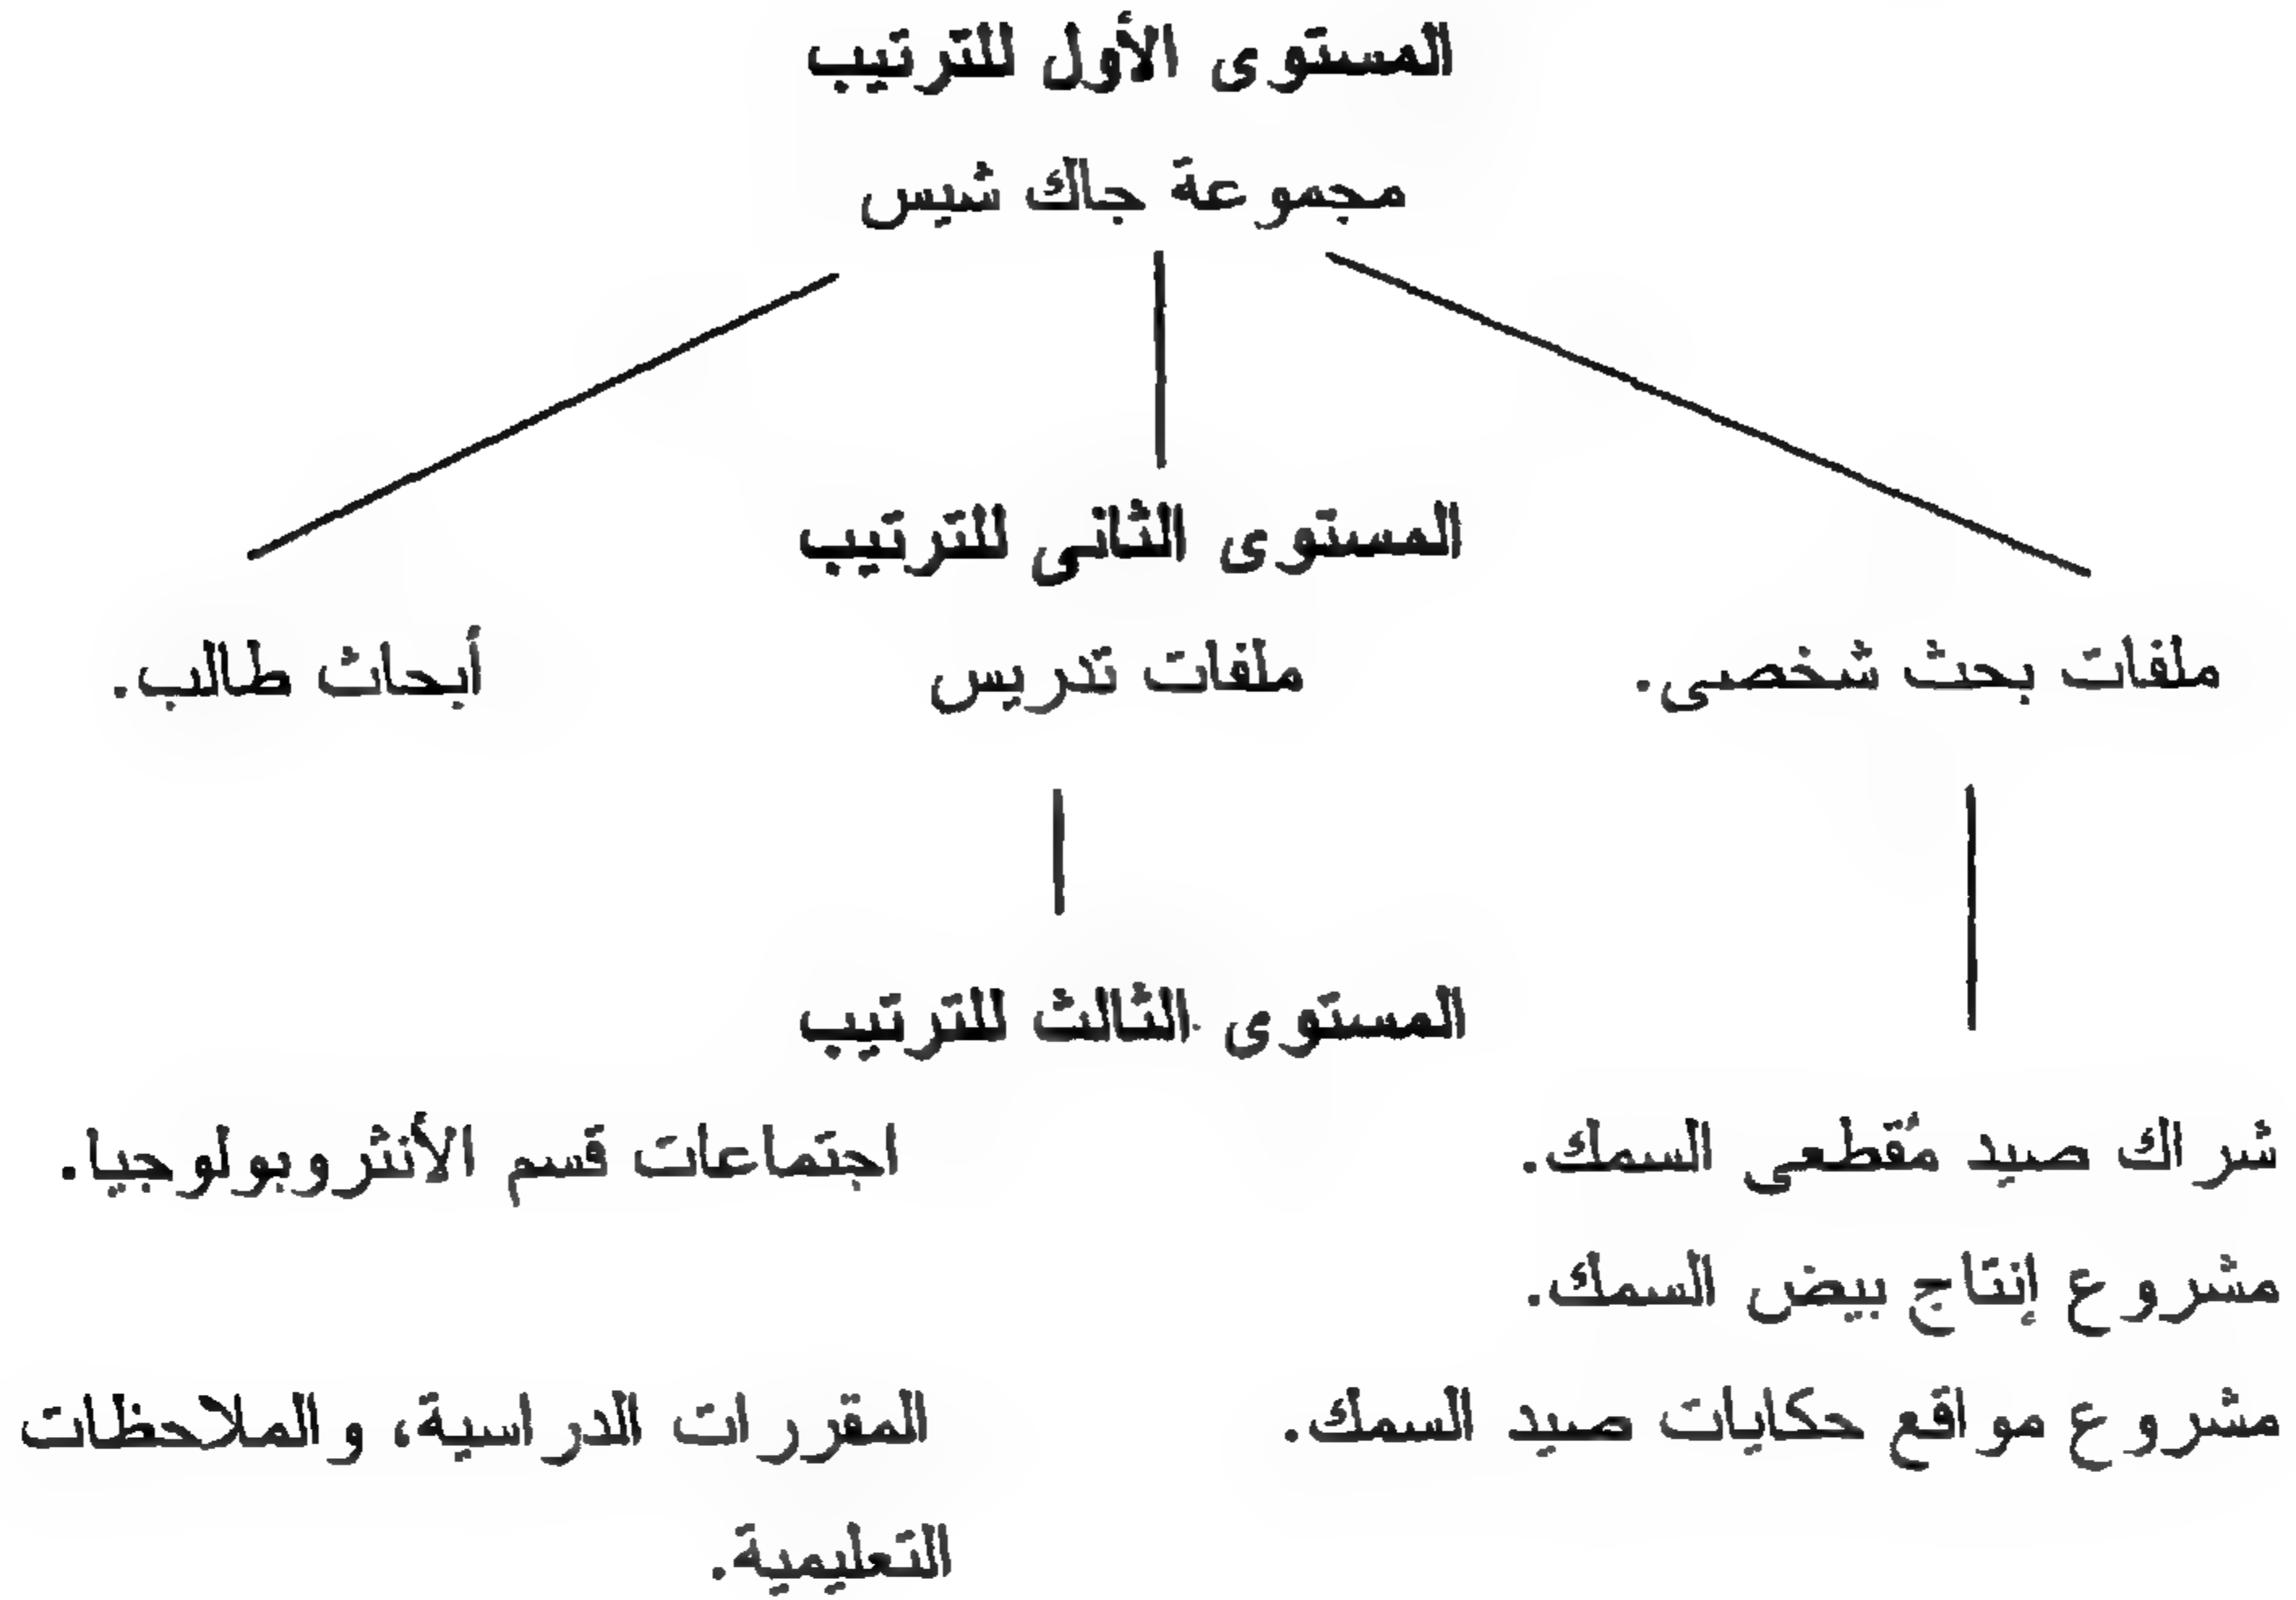 المستوى الأول للترتيب
مجموعة جاك شيس
المستوى الثانى للترتيب
ملفات بحث شخصى.
ملفات تدريس
أبحاث طالب.
المستوى الثالث للترتيب
شراك صيد مُقطعى السمك.
اجتماعات قسم الأنثروبولوجيا.
مشروع إنتاج بيض السمك.
مشروع مواقع حكايات صيد السمك.
المقررات الدراسية، والملاحظات
التعليمية.